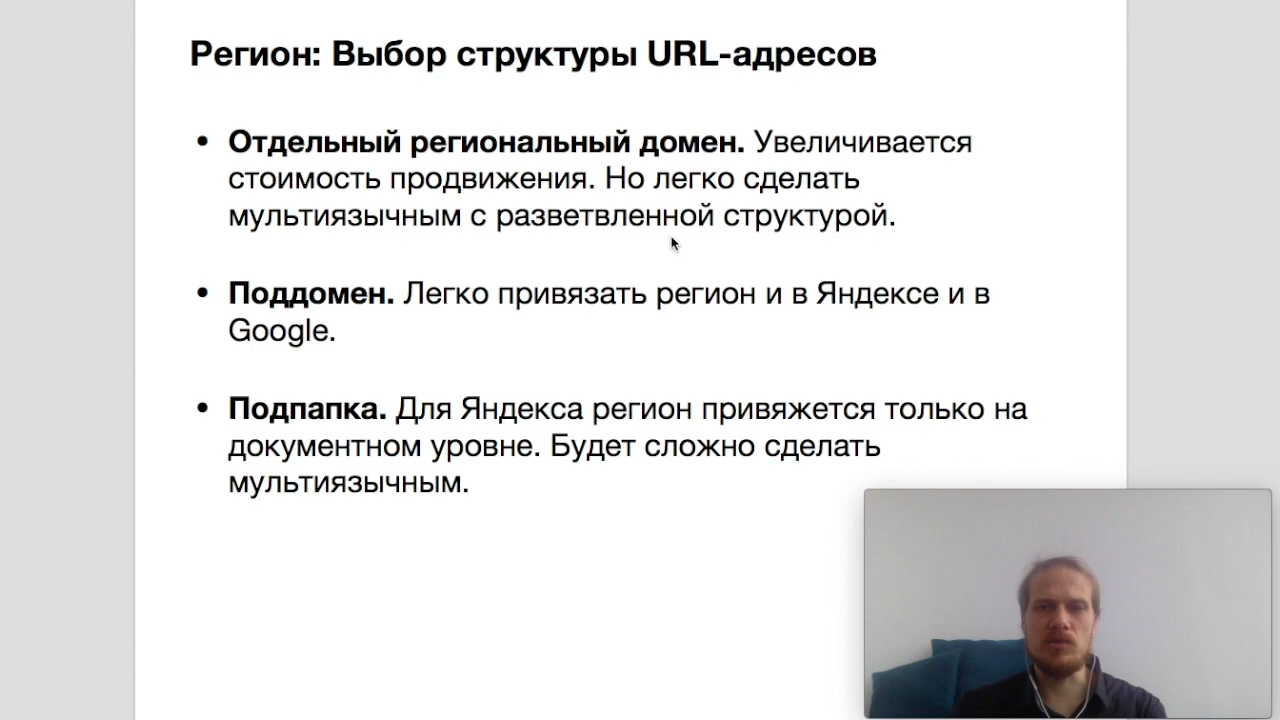 Регион: Выбор структуры URL-адресов
• Отдельный региональный домен. Увеличивается
стоимость продвижения. Но легко сделать
мультиязычным с разветвленной структурой.
• Поддомен. Легко привязать регион и в Яндексе и в
Google.
• Подпапка. Для Яндекса регион привяжется только на
документном уровне. Будет сложно сделать
мультиязычным.